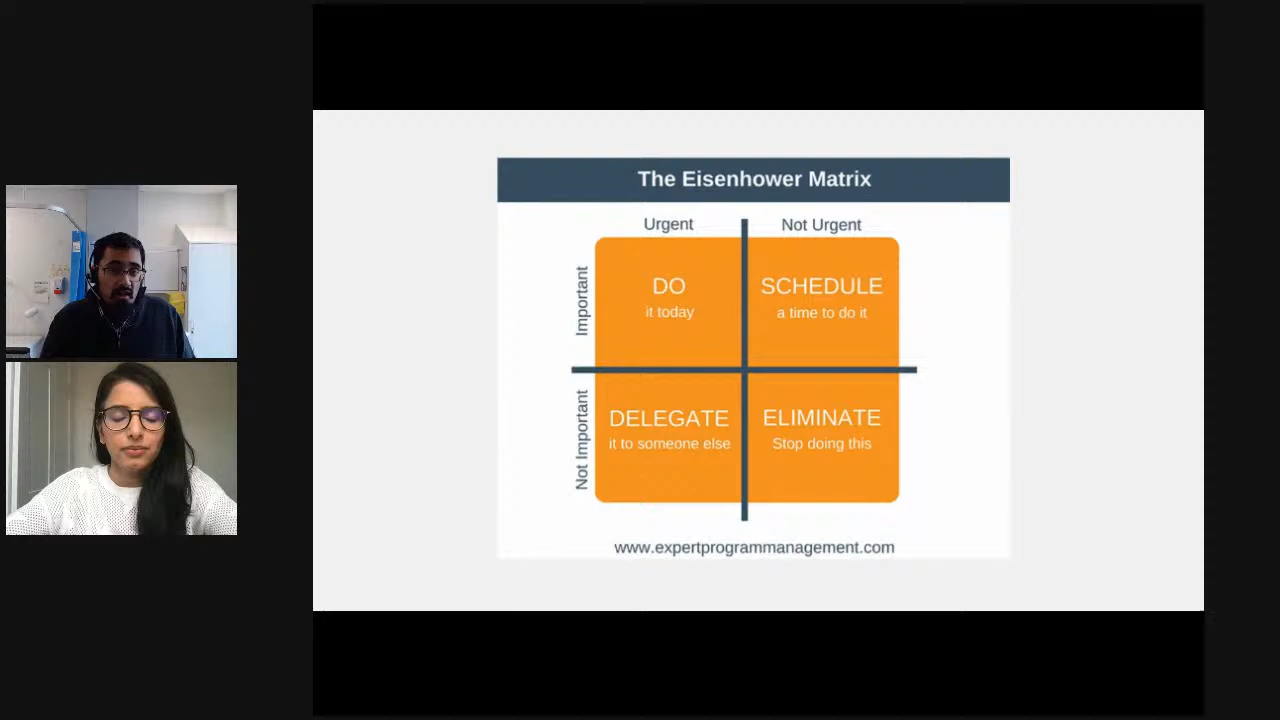 The Eisenhower Matrix
Urgent
Not Urgent
Important
DO
it today
SCHEDULE
a time to do it
Not Important
DELEGATE
it to someone else
ELIMINATE
Stop doing this
www.expertprogrammanagement.com